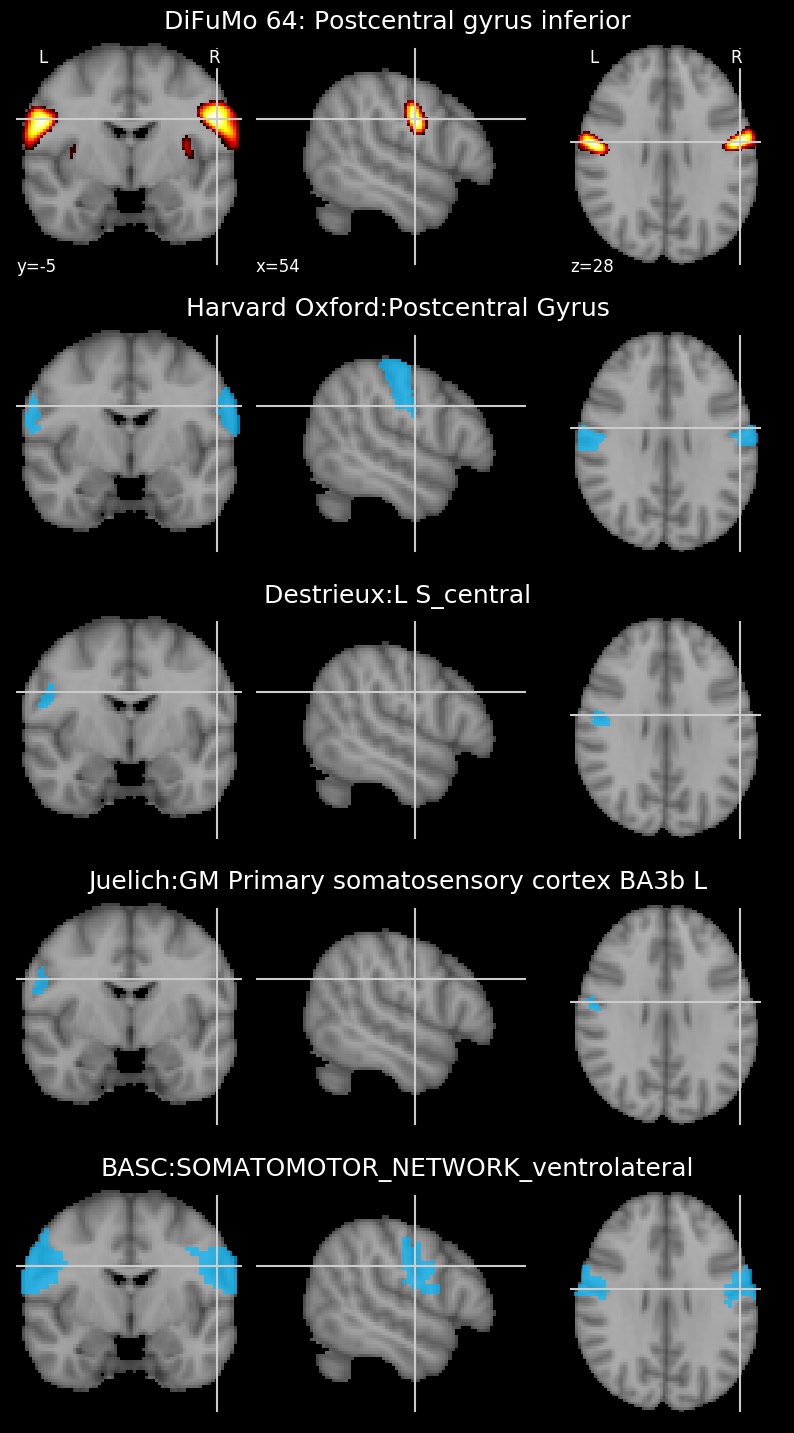 DiFuMo 64: Postcentral gyrus inferior
L R L R
y=-5 x=54 z=28
Harvard Oxford:Postcentral Gyrus
Destrieux:L S_central
Juelich:GM Primary somatosensory cortex BA3b L
BASC:SOMATOMOTOR_NETWORK_ventrolateral